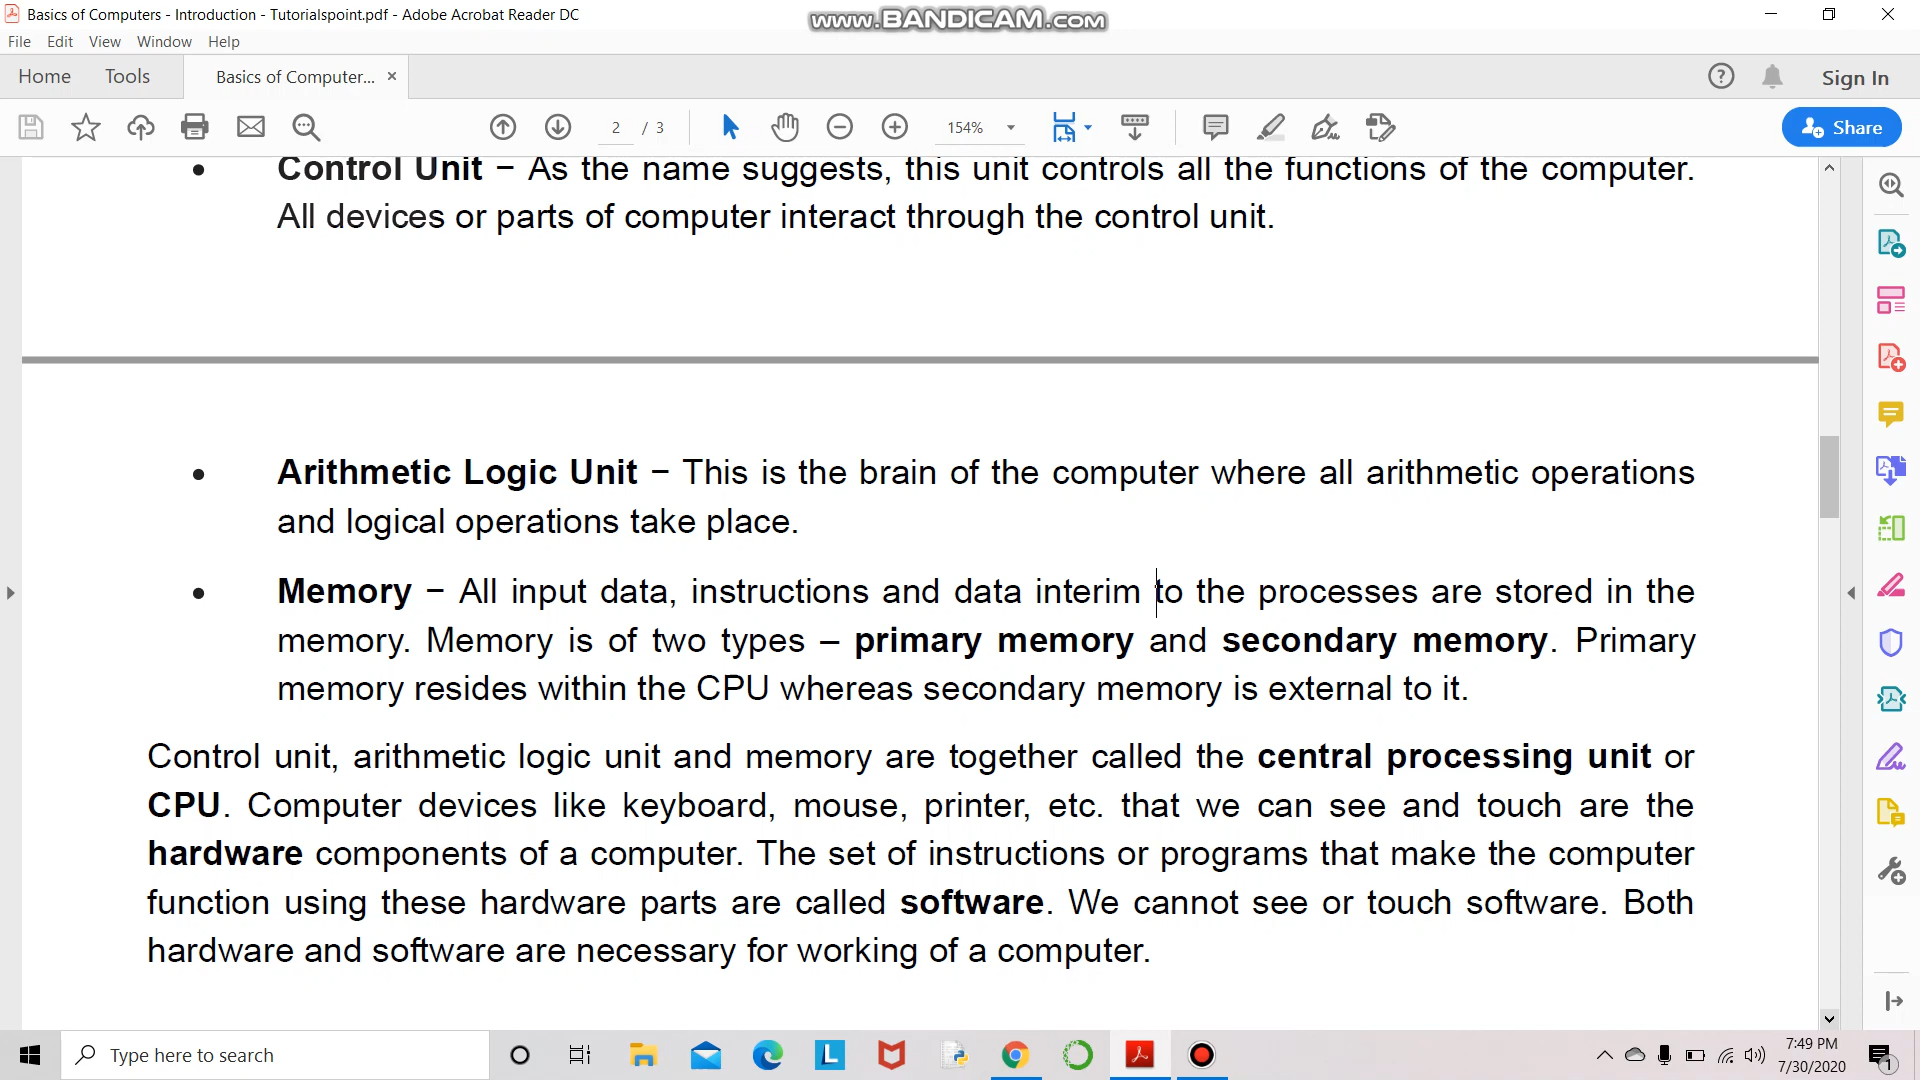 Basics of Computers - Introduction - Tutorialspoint.pdf - Adobe Acrobat Reader DC
www.BANDICAM.com
File Edit View Window Help
Home Tools Basics of Computer... × Sign In
2 / 3 154% Share
• Control Unit − As the name suggests, this unit controls all the functions of the computer.
All devices or parts of computer interact through the control unit.
• Arithmetic Logic Unit − This is the brain of the computer where all arithmetic operations
and logical operations take place.
• Memory − All input data, instructions and data interim to the processes are stored in the
memory. Memory is of two types – primary memory and secondary memory. Primary
memory resides within the CPU whereas secondary memory is external to it.
Control unit, arithmetic logic unit and memory are together called the central processing unit or
CPU. Computer devices like keyboard, mouse, printer, etc. that we can see and touch are the
hardware components of a computer. The set of instructions or programs that make the computer
function using these hardware parts are called software. We cannot see or touch software. Both
hardware and software are necessary for working of a computer.
Type here to search
7:49 PM
7/30/2020
1